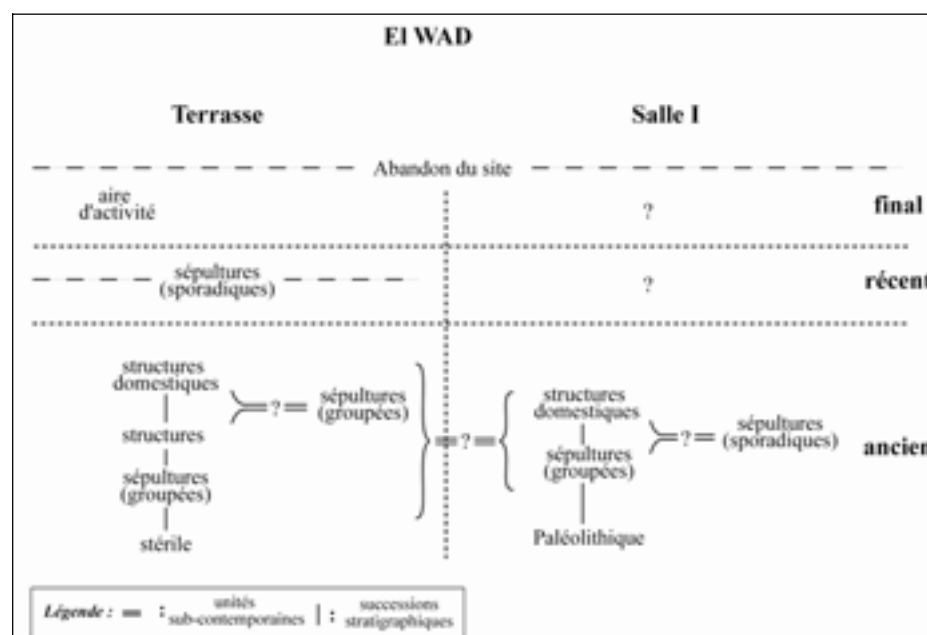 El WAD
Terrasse
Salle I
Abandon du site
aire
d'activité
?
final
sépultures
(sporadiques)
?
récent
structures
domestiques
?
sépultures
(groupées)
structures
sépultures
(groupées)
stérile
?
structures
domestiques
?
sépultures
(sporadiques)
sépultures
(groupées)
Paléolithique
ancien
Légende : = : unités
sub-contemporaines
| : successions
stratigraphiques